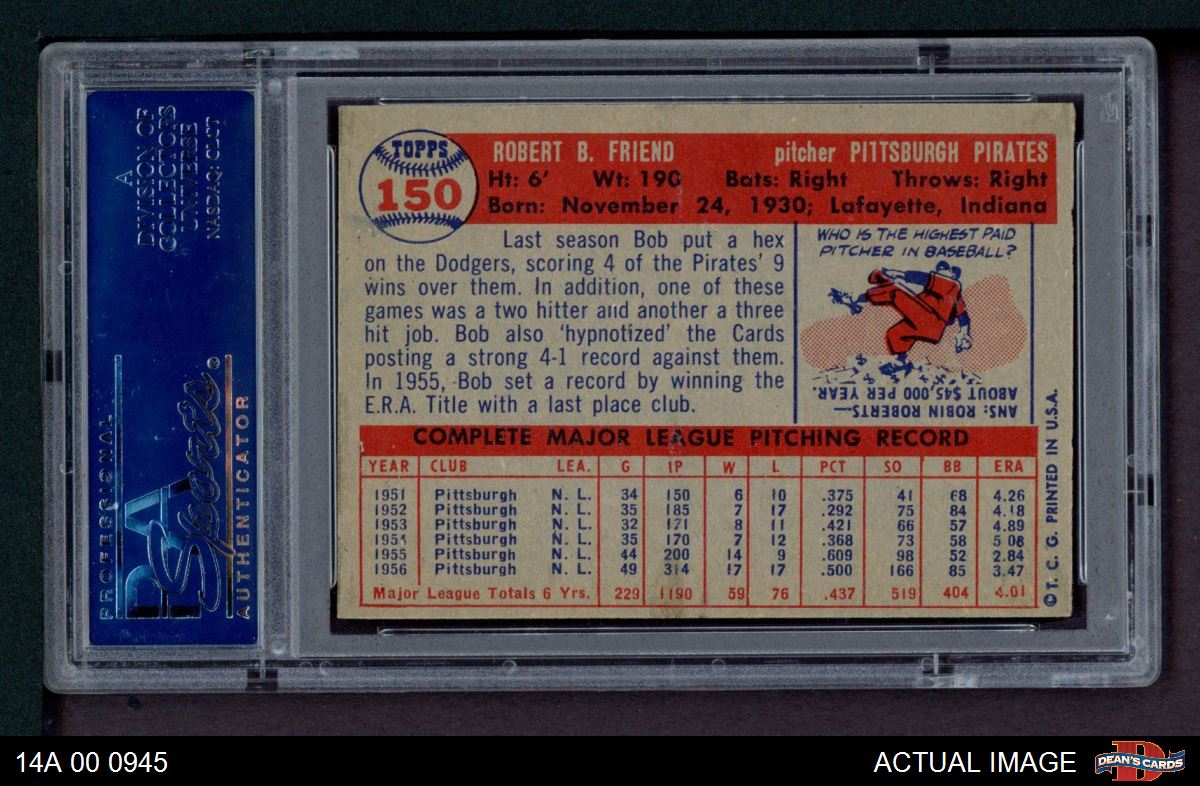 A
DIVISION OF
COLLECTORS
UNIVERSE
NASDAQ: CLCT
PROFESSIONAL
PSA
Sports®
AUTHENTICATOR
TOPPS
150
ROBERT B. FRIEND pitcher PITTSBURGH PIRATES
Ht: 6' Wt: 190 Bats: Right Throws: Right
Born: November 24, 1930; Lafayette, Indiana
Last season Bob put a hex
on the Dodgers, scoring 4 of the Pirates' 9
wins over them. In addition, one of these
games was a two hitter and another a three
hit job. Bob also 'hypnotized' the Cards
posting a strong 4-1 record against them.
In 1955, Bob set a record by winning the
E.R.A. Title with a last place club.
WHO IS THE HIGHEST PAID
PITCHER IN BASEBALL?
ANS: ROBIN ROBERTS—
ABOUT $45,000 PER YEAR.
COMPLETE MAJOR LEAGUE PITCHING RECORD
YEAR CLUB LEA. G IP W L PCT SO BB ERA
1951 Pittsburgh N. L. 34 150 6 10 .375 41 68 4.26
1952 Pittsburgh N. L. 35 185 7 17 .292 75 84 4.18
1953 Pittsburgh N. L. 32 171 8 11 .421 66 57 4.89
1954 Pittsburgh N. L. 35 170 7 12 .368 73 58 5.08
1955 Pittsburgh N. L. 44 200 14 9 .609 98 52 2.84
1956 Pittsburgh N. L. 49 314 17 17 .500 166 85 3.47
Major League Totals 6 Yrs. 229 1190 59 76 .437 519 404 4.01
© T. C. G. PRINTED IN U.S.A.
14A 00 0945
ACTUAL IMAGE
DEAN'S CARDS